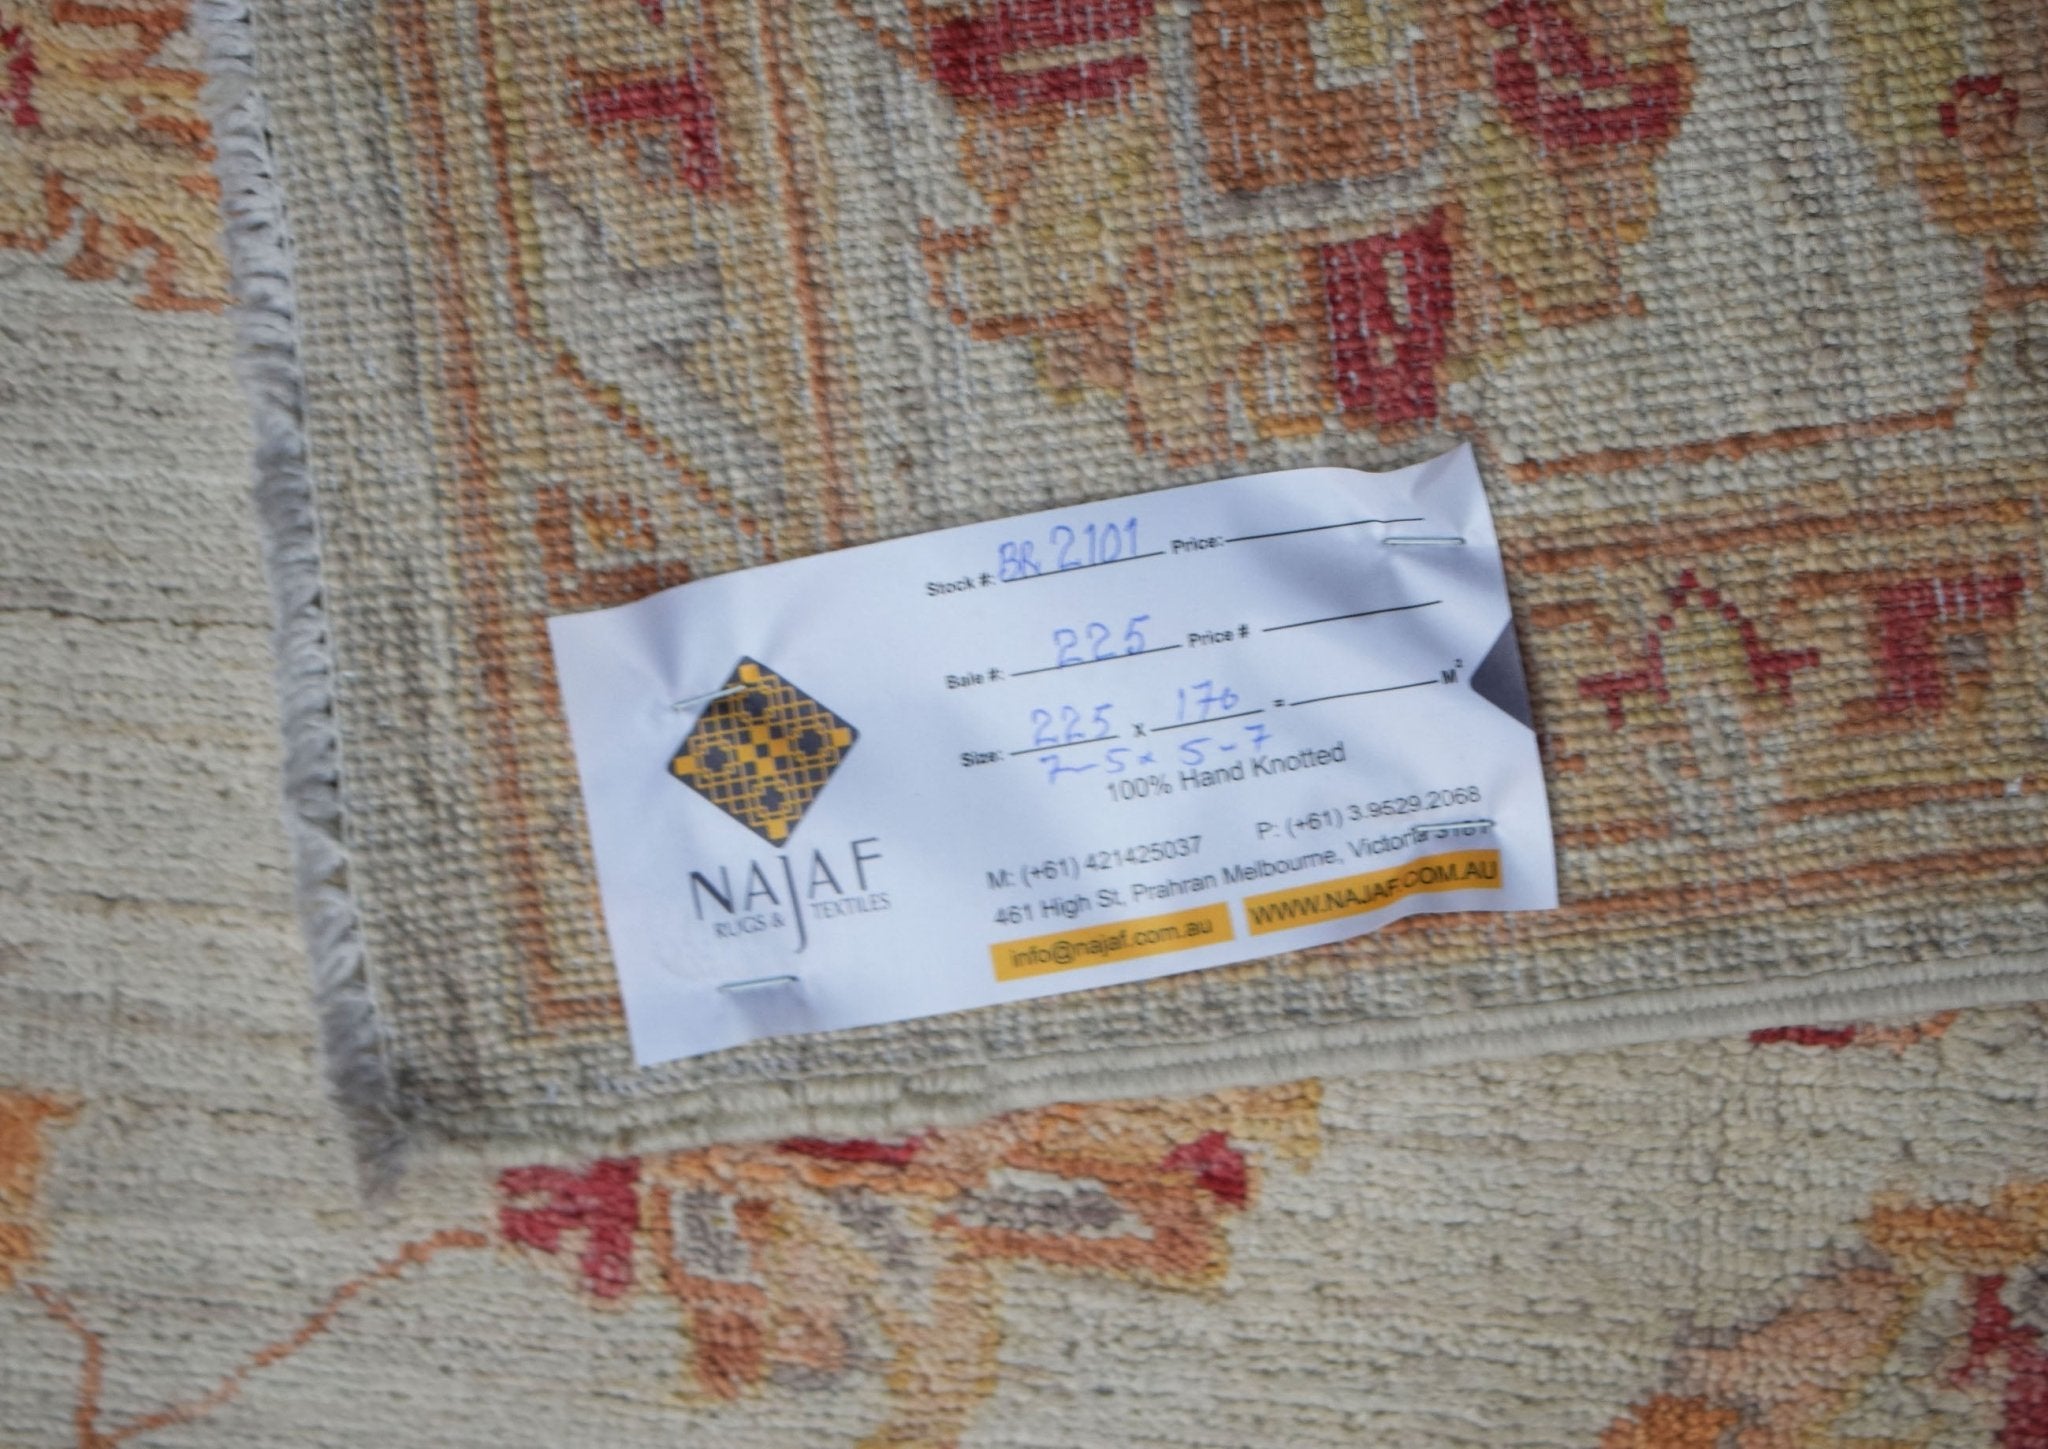 Stock #: BR 2101 Price:
Bale #: 225 Price #
Size: 225 x 170 = M²
7-5 x 5-7
100% Hand Knotted
M: (+61) 421425037 P: (+61) 3.9529.2068
461 High St, Prahran Melbourne, Victoria 3181
info@najaf.com.au WWW.NAJAF.COM.AU
NAJAF
RUGS & TEXTILES